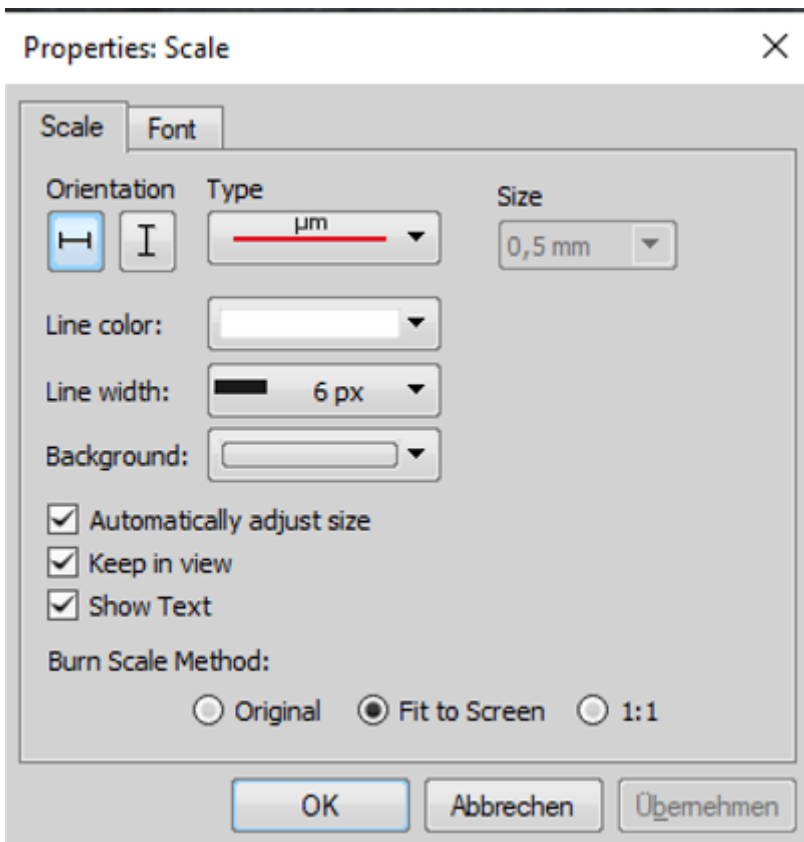 Properties: Scale
Scale Font
Orientation Type Size
µm
0,5 mm
Line color:
Line width: 6 px
Background:
Automatically adjust size
Keep in view
Show Text
Burn Scale Method:
Original Fit to Screen 1:1
OK Abbrechen Übernehmen